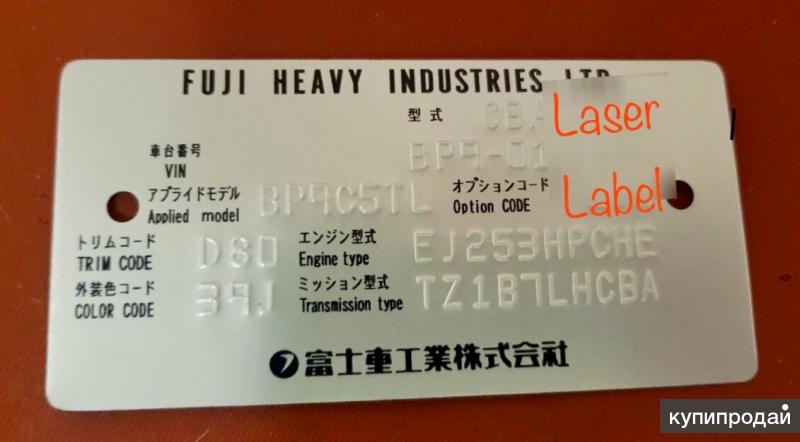 FUJI HEAVY INDUSTRIES LTD.
型式 CBA Laser
車台番号
VIN BP9-01
アプライドモデル
Applied model BP9C5TL
オプションコード
Option CODE Label
トリムコード
TRIM CODE D80
エンジン型式
Engine type EJ253HPCHE
外装色コード
COLOR CODE 39J
ミッション型式
Transmission type TZ1B7LHCBA
富士重工業株式会社
купипродай